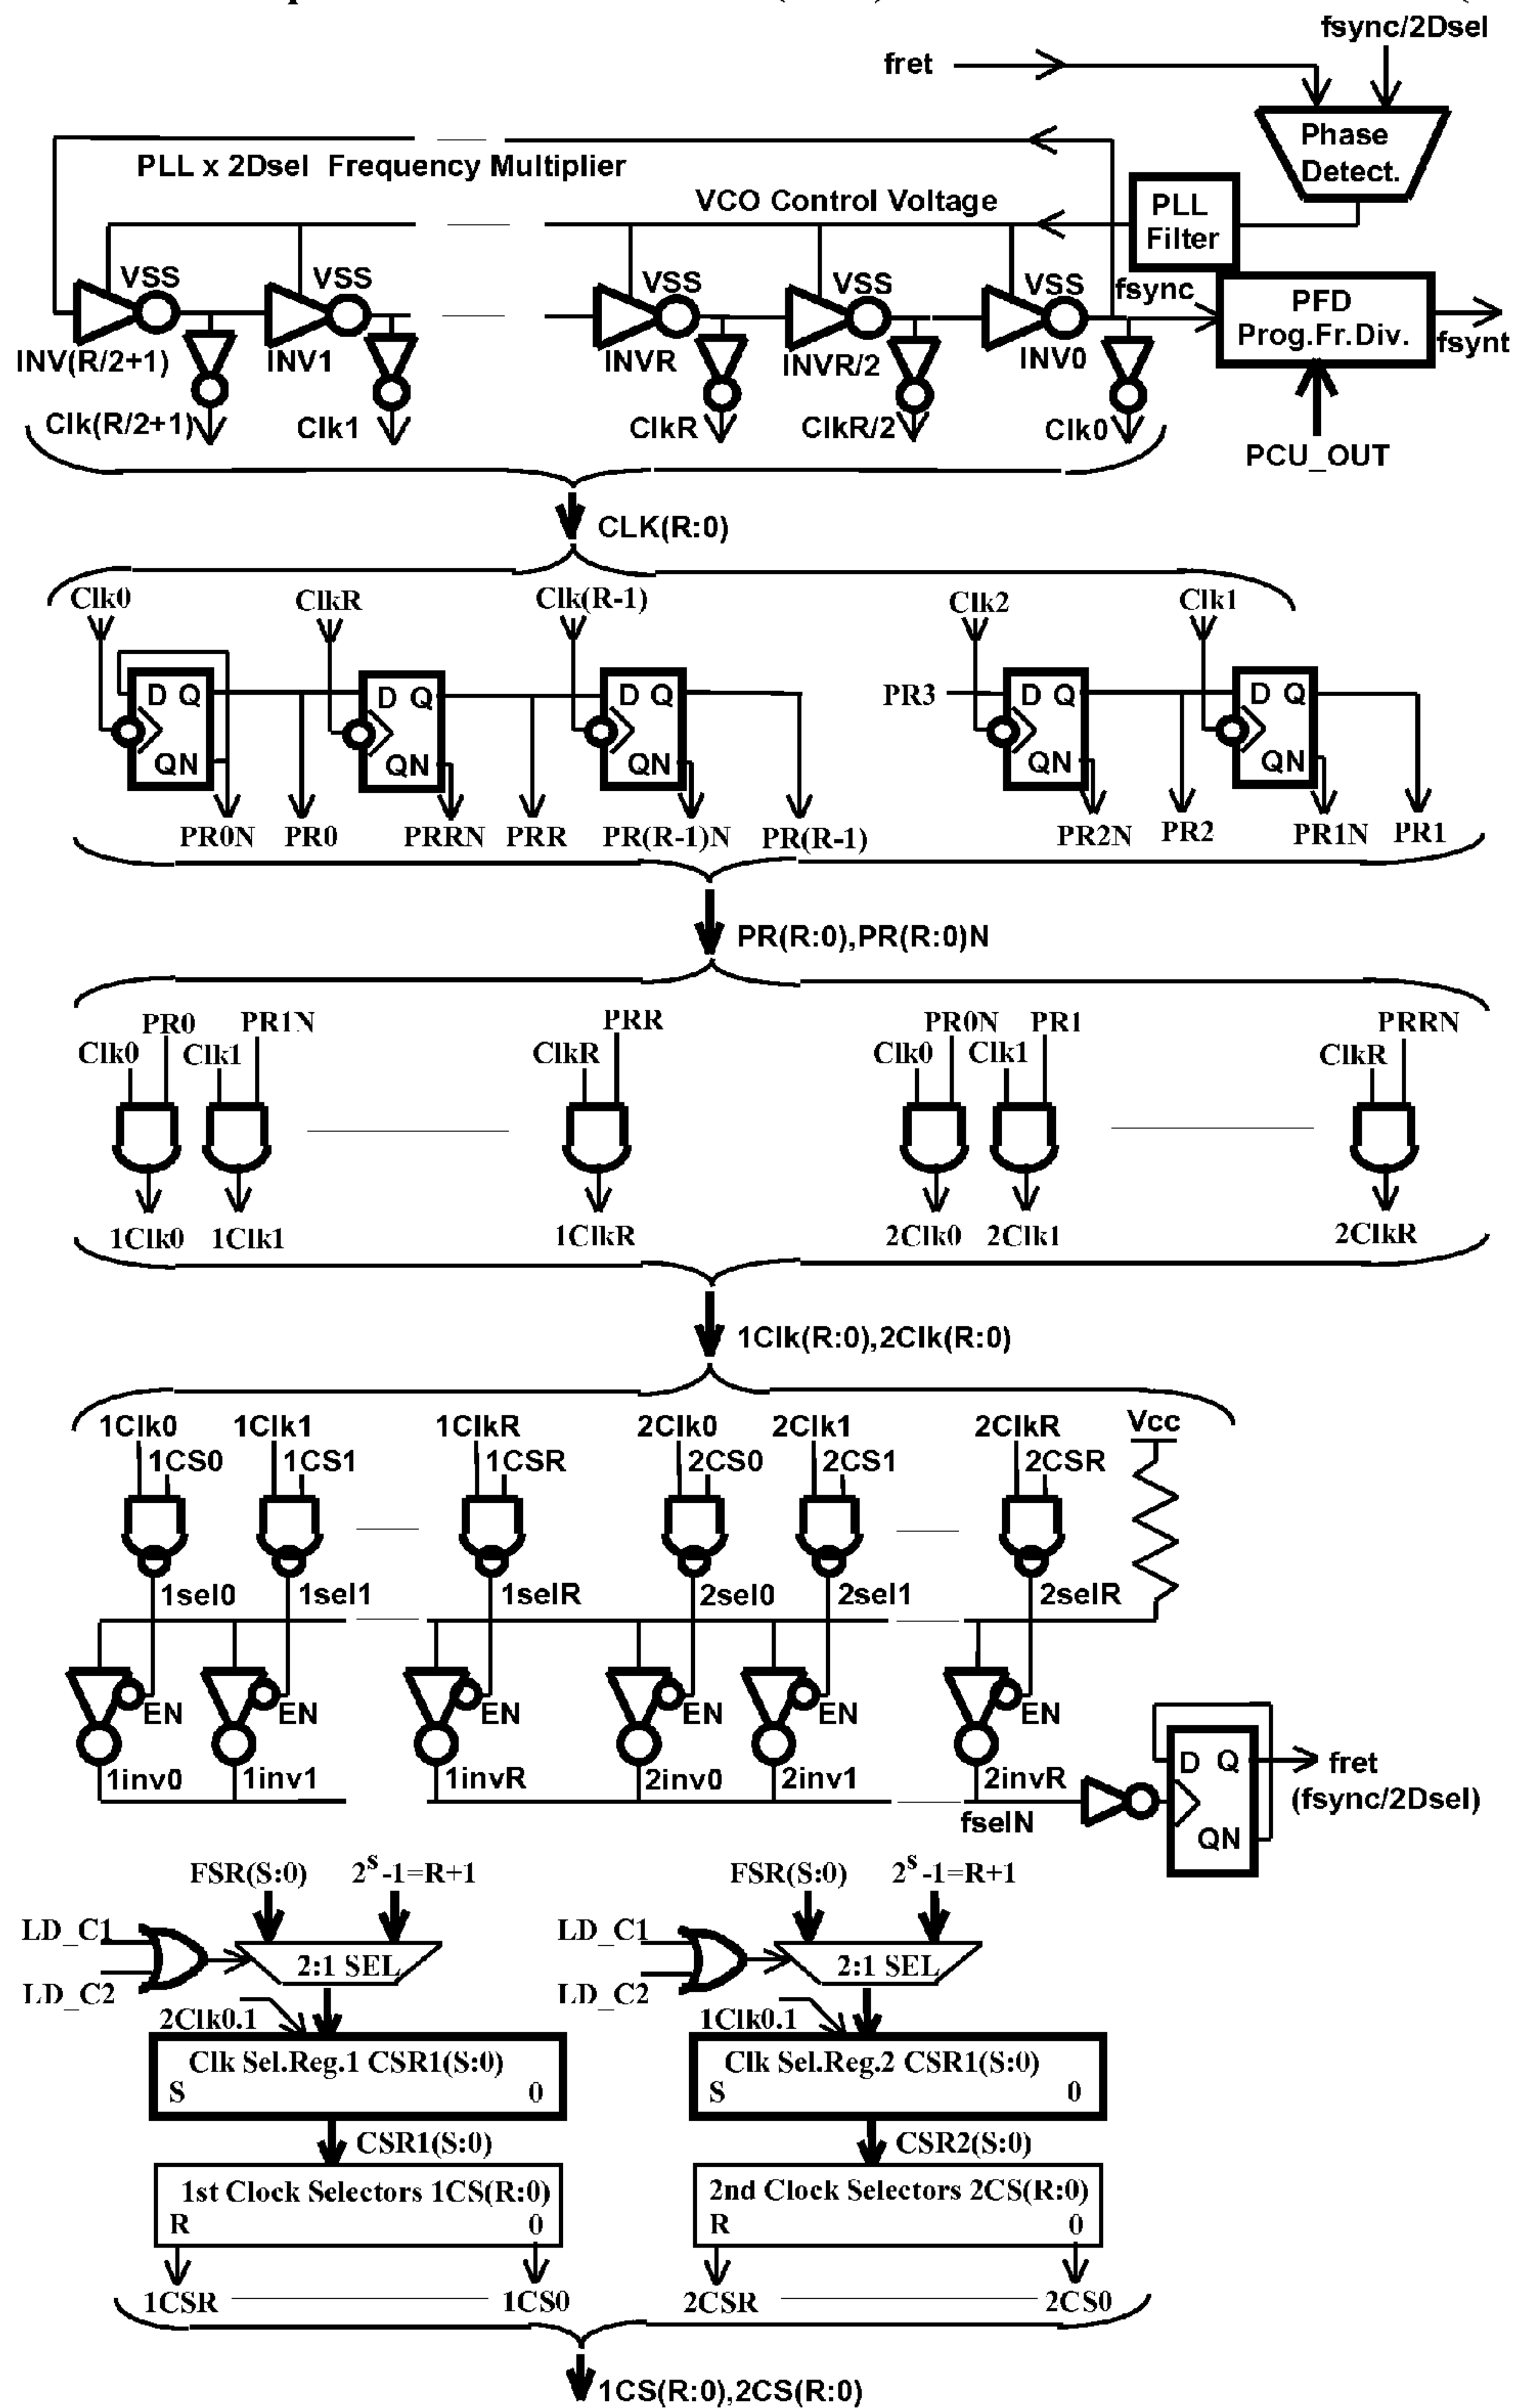 fsync/2Dsel
fret
Phase
Detect.
PLL x 2Dsel Frequency Multiplier
VCO Control Voltage
PLL
Filter
VSS VSS VSS VSS VSS
fsync
PFD
Prog.Fr.Div.
fsynt
INV(R/2+1) INV1 INVR INVR/2 INV0
Clk(R/2+1) Clk1 ClkR ClkR/2 Clk0
PCU_OUT
CLK(R:0)
Clk0 ClkR Clk(R-1) Clk2 Clk1
D Q D Q D Q PR3 D Q D Q
QN QN QN QN QN
PR0N PR0 PRRN PRR PR(R-1)N PR(R-1) PR2N PR2 PR1N PR1
PR(R:0),PR(R:0)N
PR0 PR1N PRR PR0N PR1 PRRN
Clk0 Clk1 ClkR Clk0 Clk1 ClkR
1Clk0 1Clk1 1ClkR 2Clk0 2Clk1 2ClkR
1Clk(R:0),2Clk(R:0)
1Clk0 1Clk1 1ClkR 2Clk0 2Clk1 2ClkR Vcc
1CS0 1CS1 1CSR 2CS0 2CS1 2CSR
1sel0 1sel1 1selR 2sel0 2sel1 2selR
EN EN EN EN EN EN
1inv0 1inv1 1invR 2inv0 2inv1 2invR
D Q
QN
fret
(fsync/2Dsel)
fselN
FSR(S:0) 2^S-1=R+1 FSR(S:0) 2^S-1=R+1
LD_C1 LD_C1
2:1 SEL 2:1 SEL
LD_C2 LD_C2
2Clk0.1 1Clk0.1
Clk Sel.Reg.1 CSR1(S:0) Clk Sel.Reg.2 CSR1(S:0)
S 0 S 0
CSR1(S:0) CSR2(S:0)
1st Clock Selectors 1CS(R:0) 2nd Clock Selectors 2CS(R:0)
R 0 R 0
1CSR 1CS0 2CSR 2CS0
1CS(R:0),2CS(R:0)